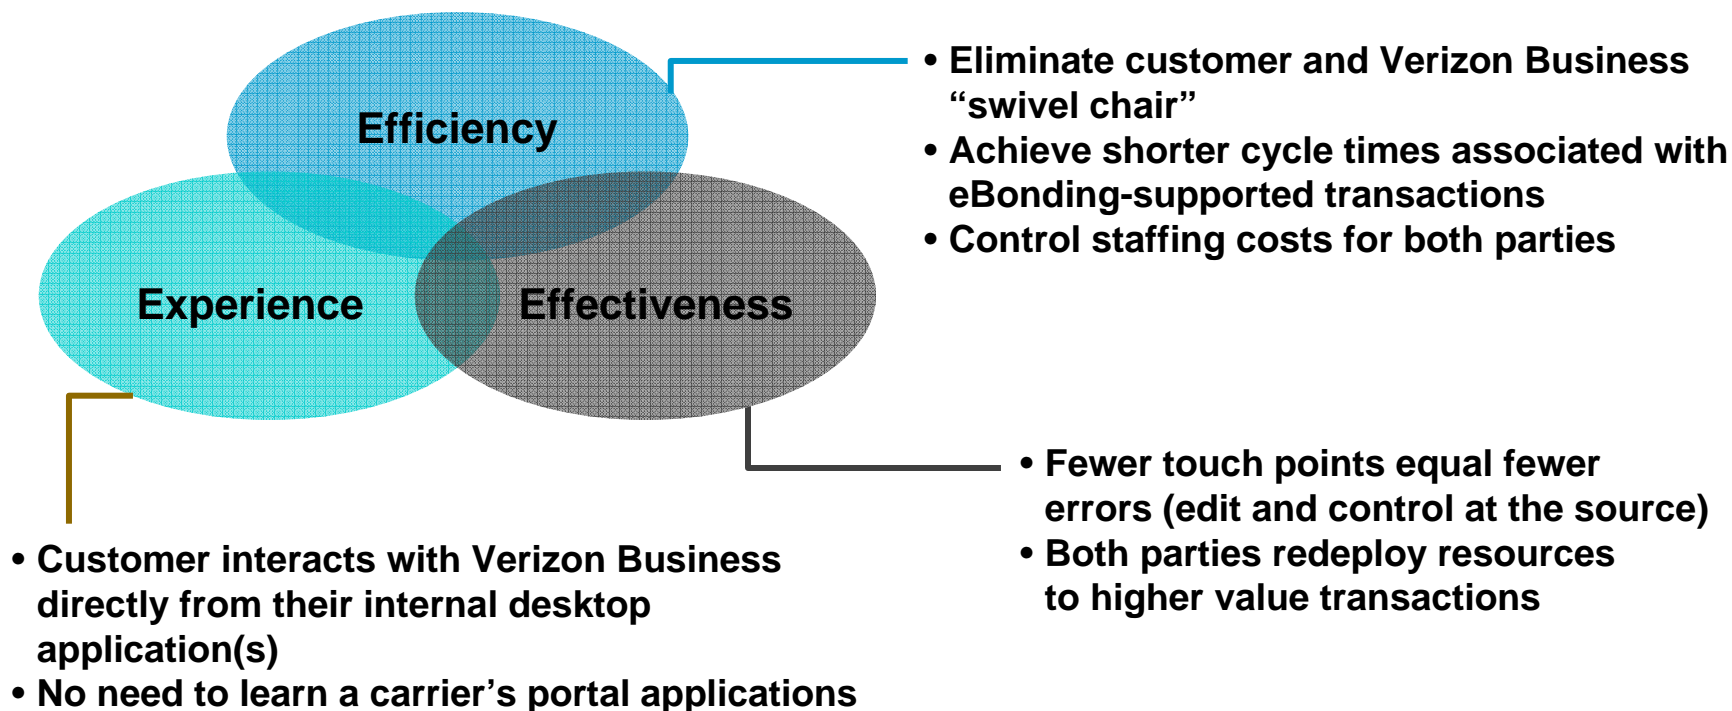 Efficiency
Experience
Effectiveness
• Eliminate customer and Verizon Business
“swivel chair”
• Achieve shorter cycle times associated with
eBonding-supported transactions
• Control staffing costs for both parties
• Fewer touch points equal fewer
errors (edit and control at the source)
• Both parties redeploy resources
to higher value transactions
• Customer interacts with Verizon Business
directly from their internal desktop
application(s)
• No need to learn a carrier’s portal applications